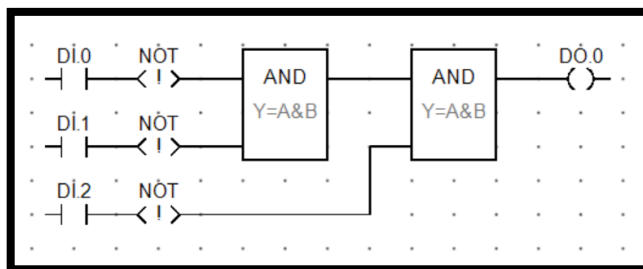 DI.0 NOT AND AND DO.0
! Y=A&B Y=A&B
DI.1 NOT
!
DI.2 NOT
!